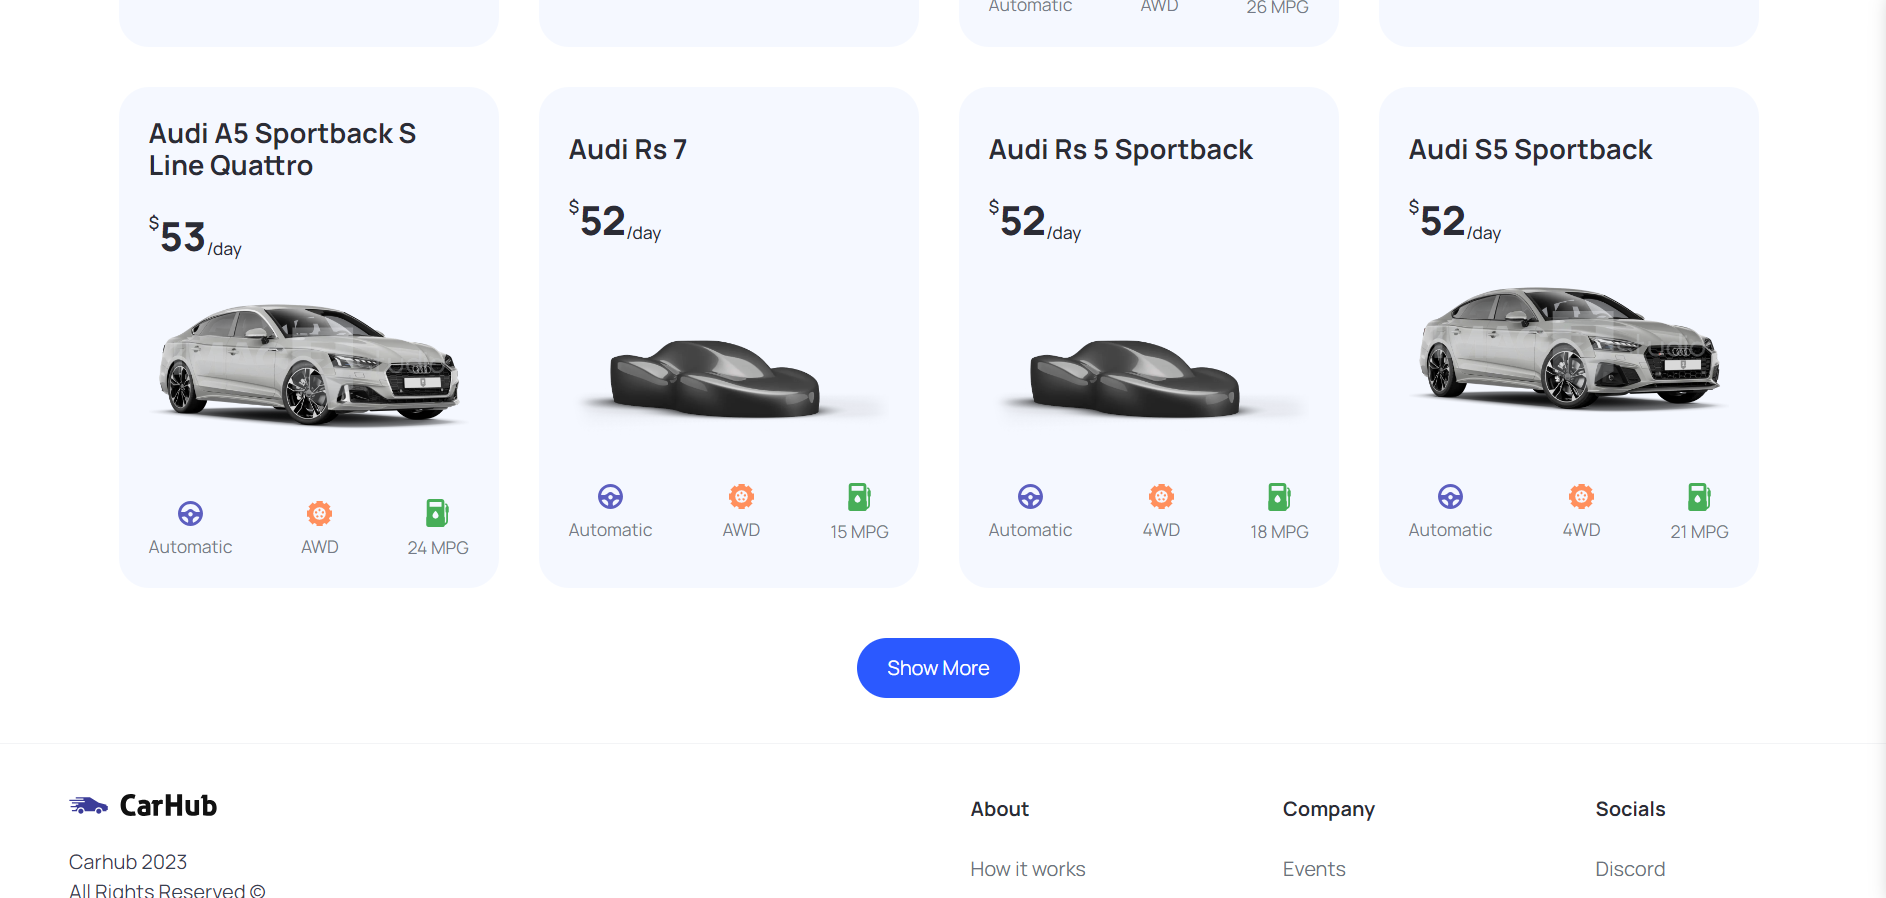 Automatic AWD 26 MPG
Audi A5 Sportback S
Line Quattro
$53/day
Automatic AWD 24 MPG
Audi Rs 7
$52/day
Automatic AWD 15 MPG
Audi Rs 5 Sportback
$52/day
Automatic 4WD 18 MPG
Audi S5 Sportback
$52/day
Automatic 4WD 21 MPG
Show More
CarHub
Carhub 2023
All Rights Reserved ©
About
How it works
Company
Events
Socials
Discord